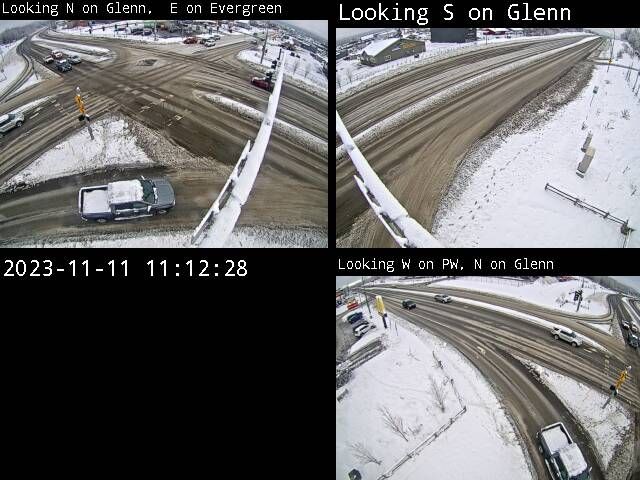 Looking N on Glenn,  E on Evergreen
Looking S on Glenn
2023-11-11 11:12:28
Looking W on PW, N on Glenn